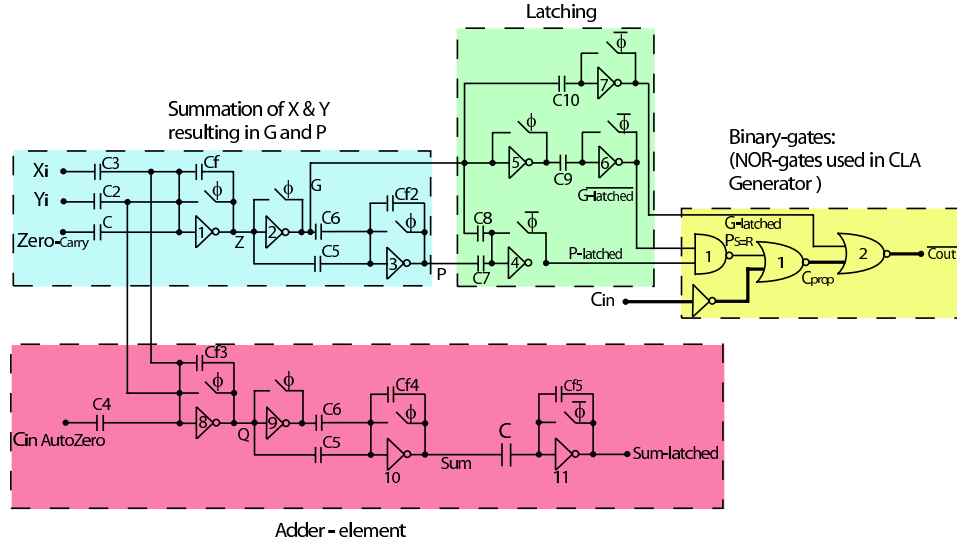 Latching
Summation of X & Y
resulting in G and P
Binary-gates:
(NOR-gates used in CLA
Generator )
Xi
C3
Cf
Yi
C2
ϕ
Zero-Carry
C
1
Z
2
ϕ
G
C6
C5
Cf2
ϕ
3
P
ϕ
C10
7
ϕ
5
C9
ϕ
6
G-latched
C8
ϕ
C7
4
P-latched
G-latched
PS=R
1
1
Cprop
2
Cout
Cin
Cf3
ϕ
C4
Cin AutoZero
8
Q
ϕ
9
C6
C5
Cf4
ϕ
10
Sum
C
Cf5
ϕ
11
Sum-latched
Adder - element